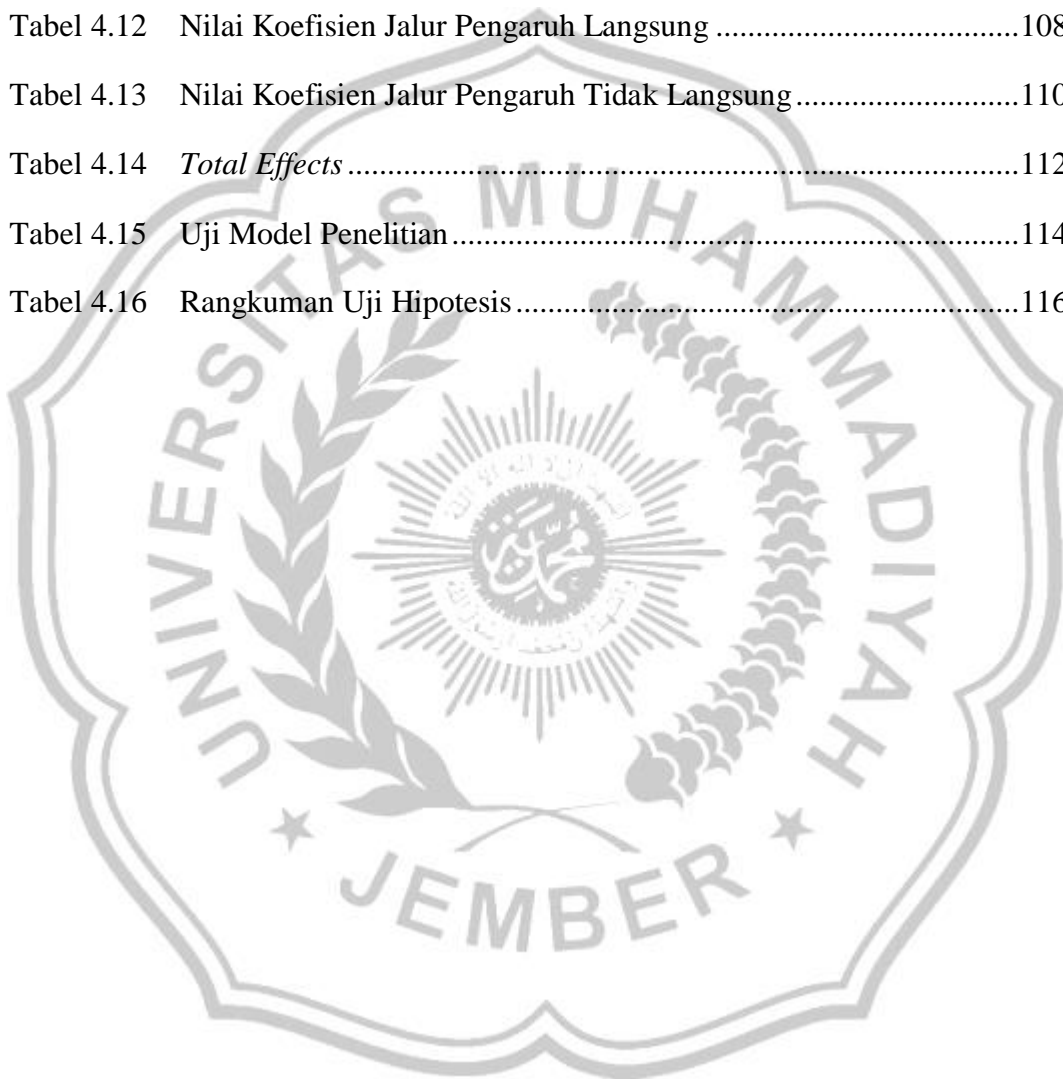 Tabel 4.12 Nilai Koefisien Jalur Pengaruh Langsung ....................................108
Tabel 4.13 Nilai Koefisien Jalur Pengaruh Tidak Langsung..........................110
Tabel 4.14 Total Effects.................................................................................112
Tabel 4.15 Uji Model Penelitian.....................................................................114
Tabel 4.16 Rangkuman Uji Hipotesis.............................................................116
UNIVERSITAS MUHAMMADIYAH
JEMBER